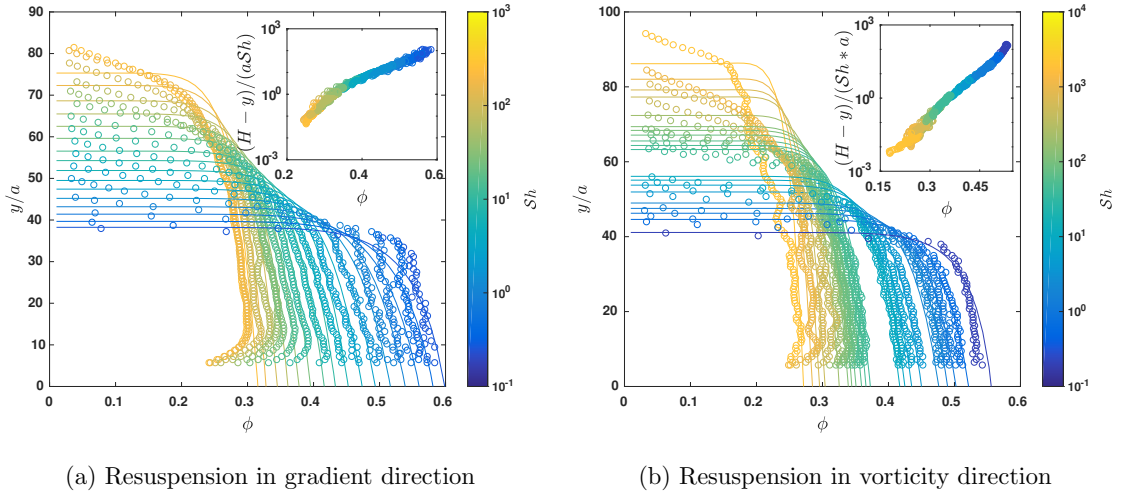 90
80
70
60
50
40
30
20
10
0
y/a
0 0.1 0.2 0.3 0.4 0.5 0.6
ϕ
10^3
10^0
10^-3
(H − y)/(aSh)
0.2 0.4 0.6
ϕ
10^3
10^2
10^1
10^0
10^-1
Sh
(a) Resuspension in gradient direction
100
80
60
40
20
0
y/a
0 0.1 0.2 0.3 0.4 0.5 0.6
ϕ
10^3
10^0
10^-3
(H − y)/(Sh ∗ a)
0.15 0.3 0.45
ϕ
10^4
10^3
10^2
10^1
10^0
10^-1
Sh
(b) Resuspension in vorticity direction